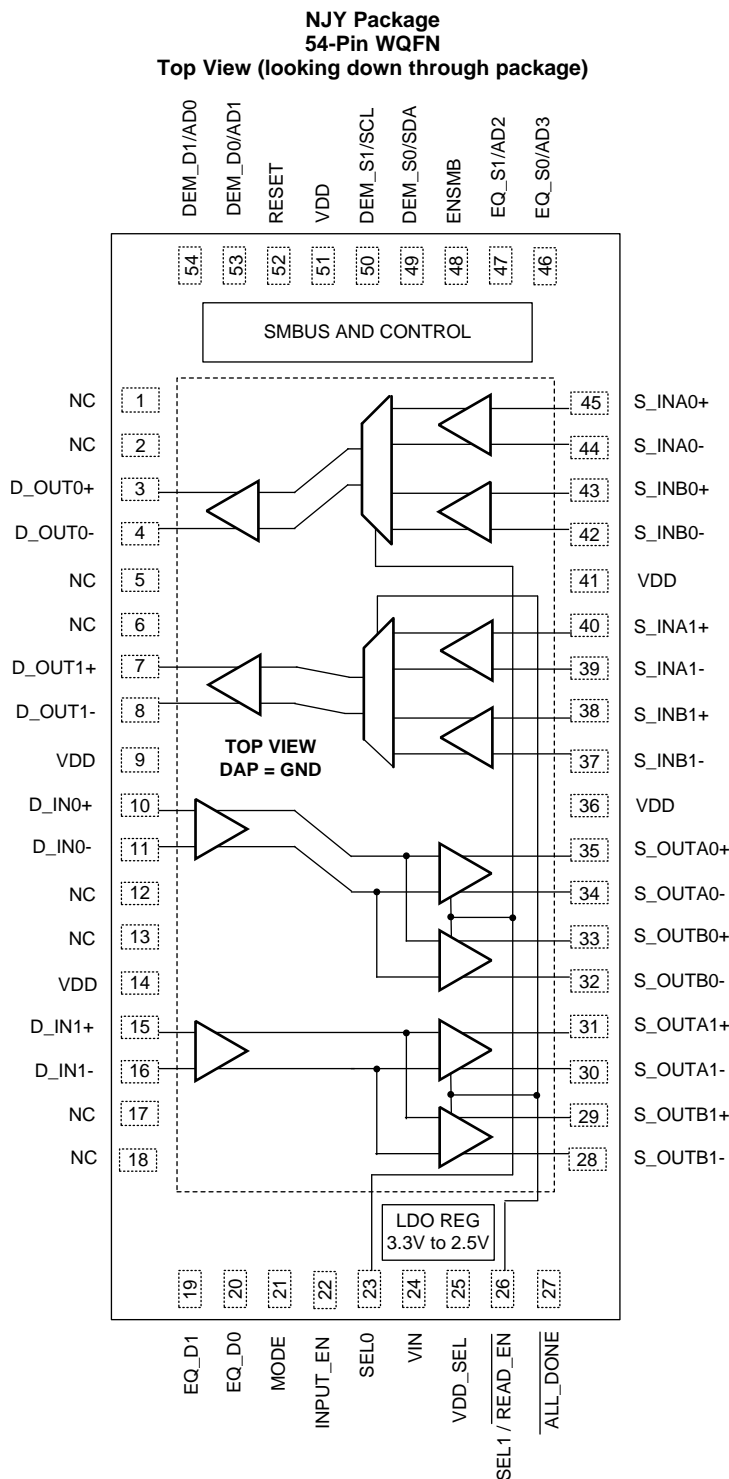 NJY Package
54-Pin WQFN
Top View (looking down through package)
DEM_D1/AD0
DEM_D0/AD1
RESET
VDD
DEM_S1/SCL
DEM_S0/SDA
ENSMB
EQ_S1/AD2
EQ_S0/AD3
54
53
52
51
50
49
48
47
46
SMBUS AND CONTROL
NC 1
45 S_INA0+
NC 2
44 S_INA0-
D_OUT0+ 3
43 S_INB0+
D_OUT0- 4
42 S_INB0-
NC 5
41 VDD
NC 6
40 S_INA1+
D_OUT1+ 7
39 S_INA1-
D_OUT1- 8
38 S_INB1+
TOP VIEW
DAP = GND
VDD 9
37 S_INB1-
D_IN0+ 10
36 VDD
D_IN0- 11
35 S_OUTA0+
NC 12
34 S_OUTA0-
NC 13
33 S_OUTB0+
VDD 14
32 S_OUTB0-
D_IN1+ 15
31 S_OUTA1+
D_IN1- 16
30 S_OUTA1-
NC 17
29 S_OUTB1+
NC 18
28 S_OUTB1-
LDO REG
3.3V to 2.5V
19
20
21
22
23
24
25
26
27
EQ_D1
EQ_D0
MODE
INPUT_EN
SEL0
VIN
VDD_SEL
SEL1 / READ_EN
ALL_DONE